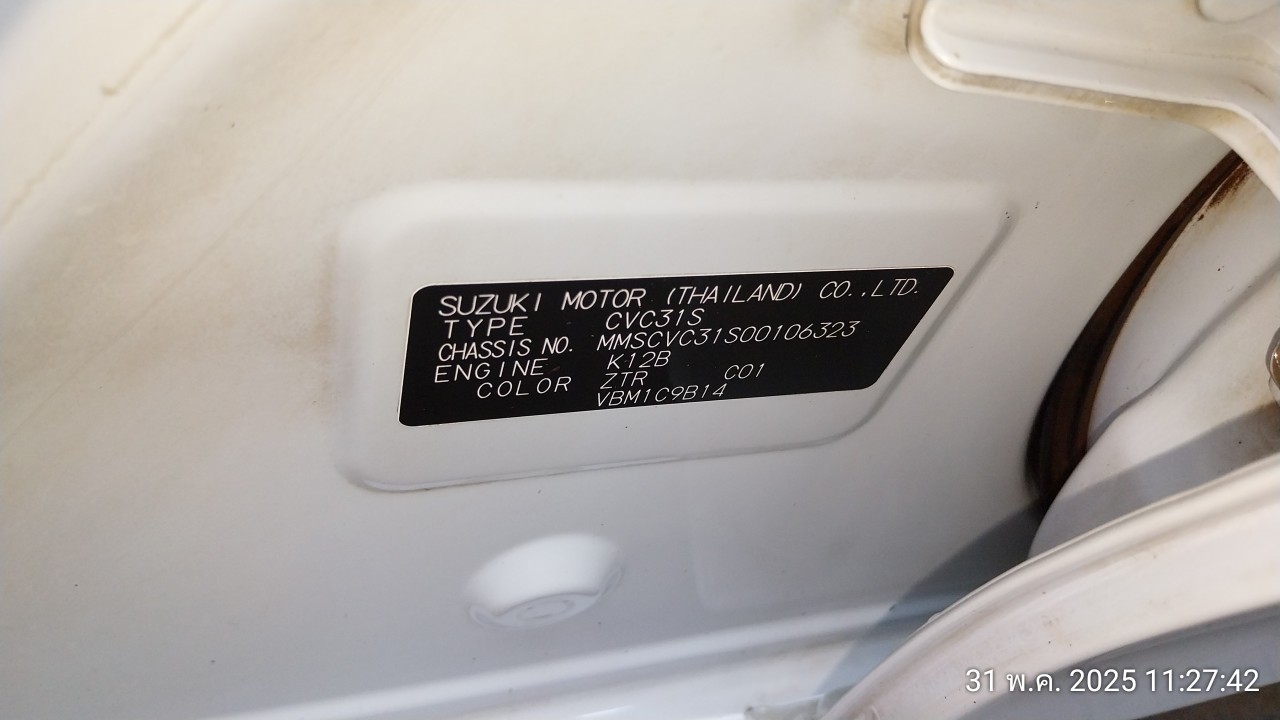 SUZUKI MOTOR (THAILAND) CO.,LTD.
TYPE CVC31S
CHASSIS NO. MMSCVC31S00106323
ENGINE K12B
COLOR ZTR C01
VBM1C9B14
31 พ.ค. 2025 11:27:42